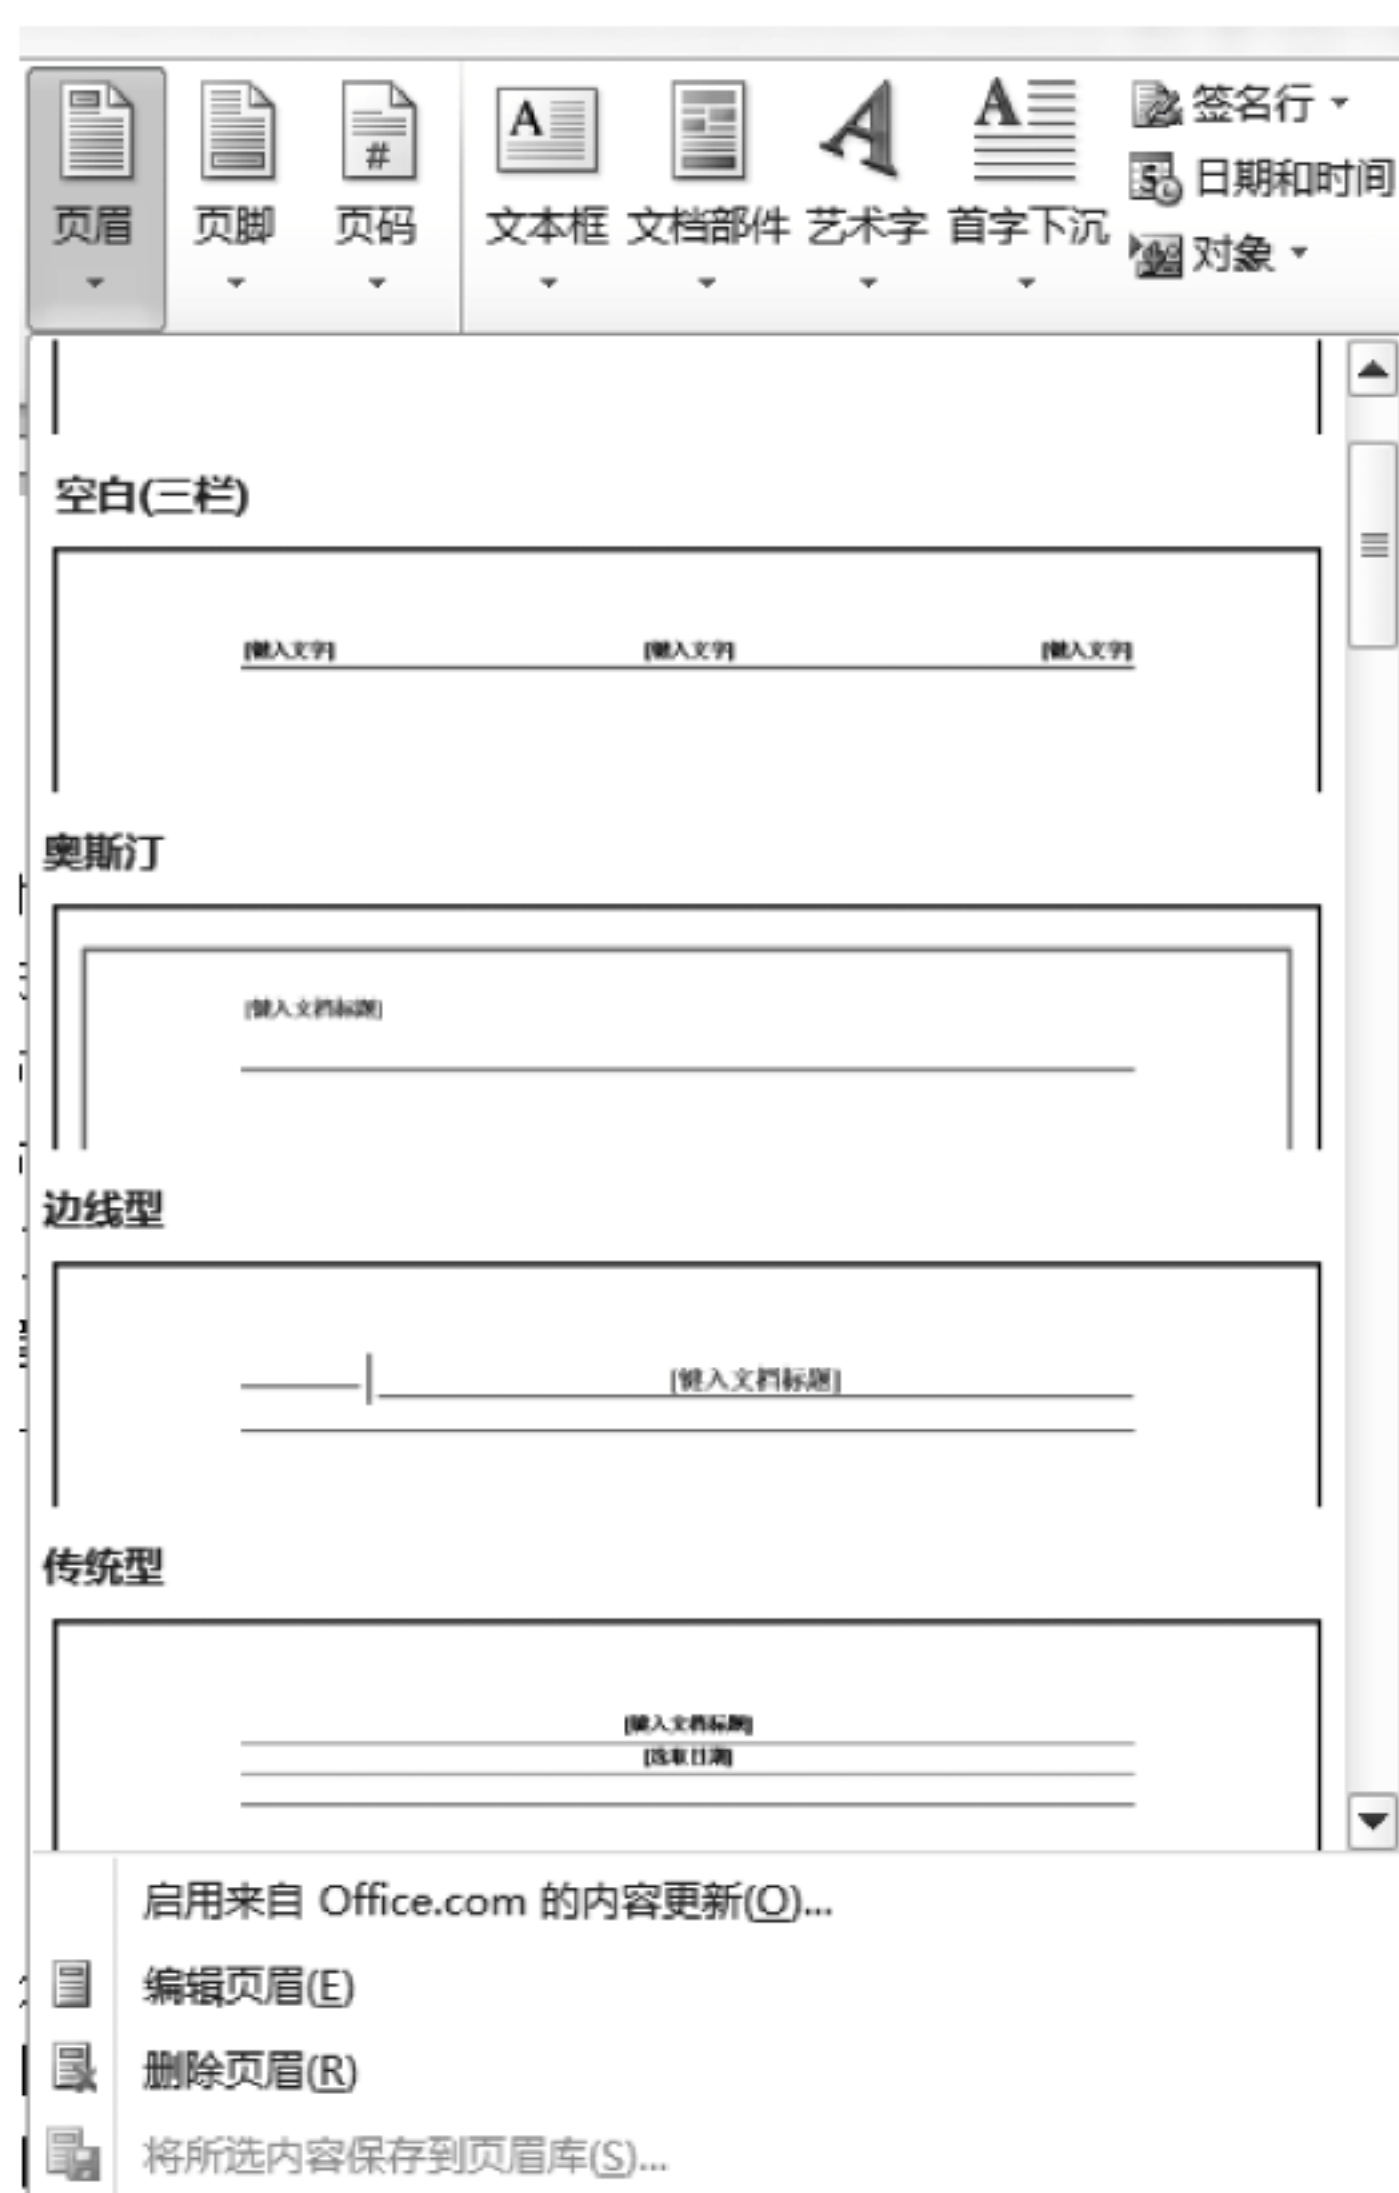 签名行
日期和时间
页眉 页脚 页码 文本框 文档部件 艺术字 首字下沉
对象
空白(三栏)
[键入文字] [键入文字] [键入文字]
奥斯汀
[键入文档标题]
边线型
[键入文档标题]
传统型
[键入文档标题]
[选取日期]
启用来自 Office.com 的内容更新(O)...
编辑页眉(E)
删除页眉(R)
将所选内容保存到页眉库(S)...